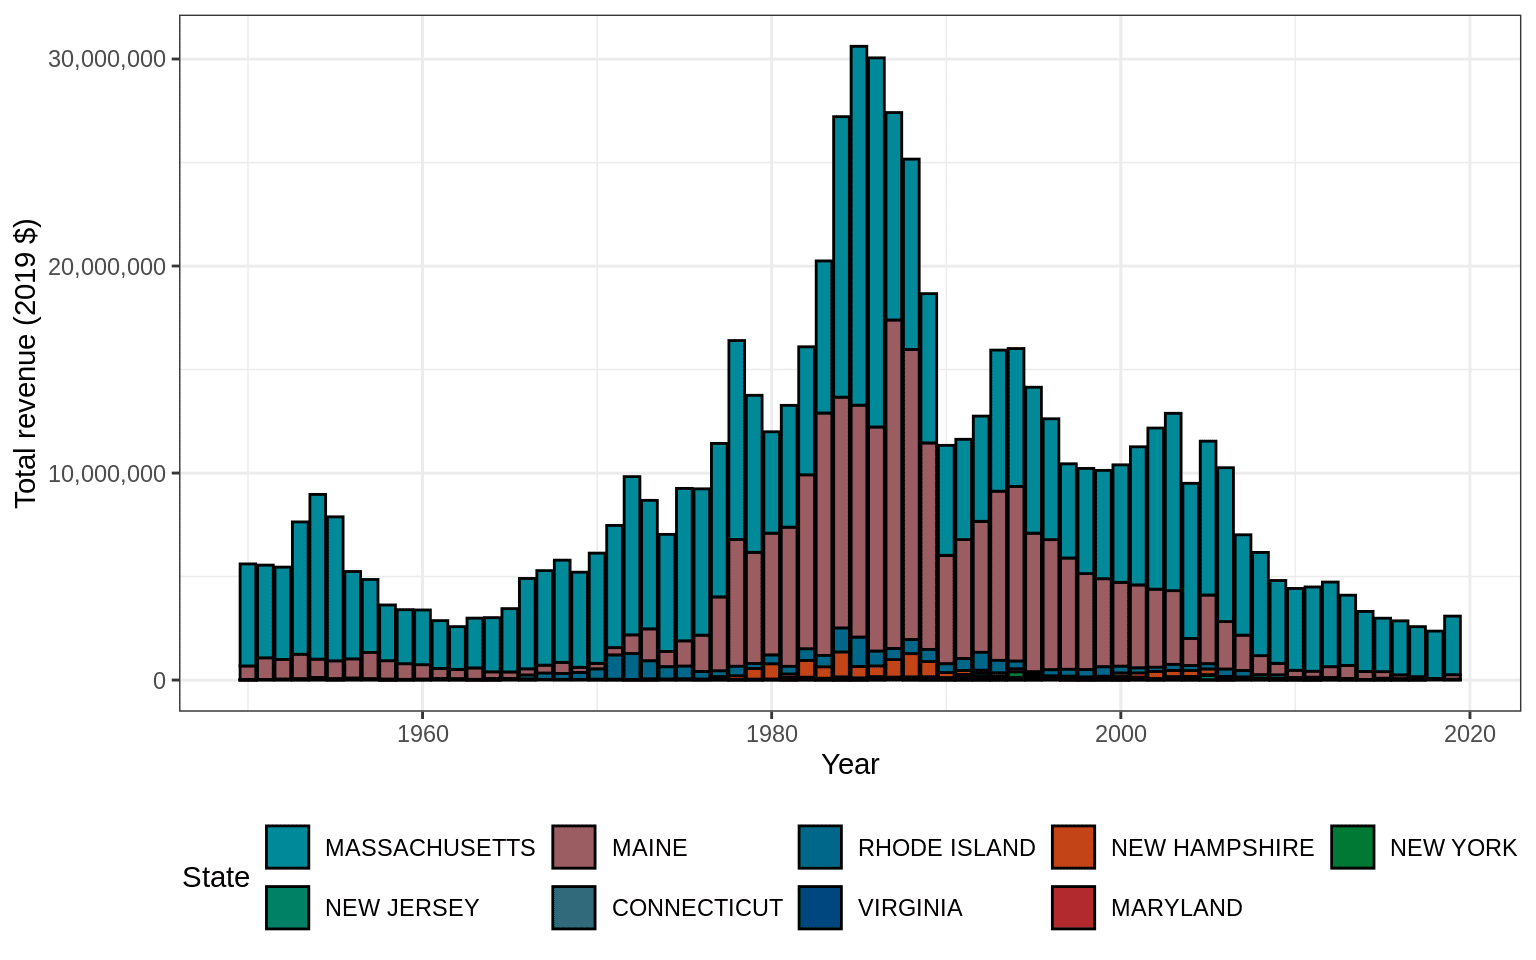 30,000,000
20,000,000
10,000,000
0
Total revenue (2019 $)
1960 1980 2000 2020
Year
State
MASSACHUSETTS MAINE RHODE ISLAND NEW HAMPSHIRE NEW YORK
NEW JERSEY CONNECTICUT VIRGINIA MARYLAND